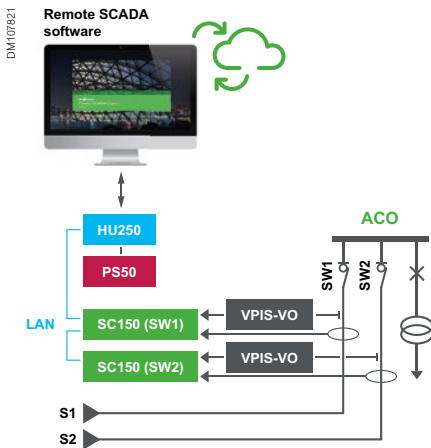 DM107821
Remote SCADA
software
HU250
PS50
LAN
ACO
SW1
SW2
SC150 (SW1)
VPIS-VO
SC150 (SW2)
VPIS-VO
S1
S2